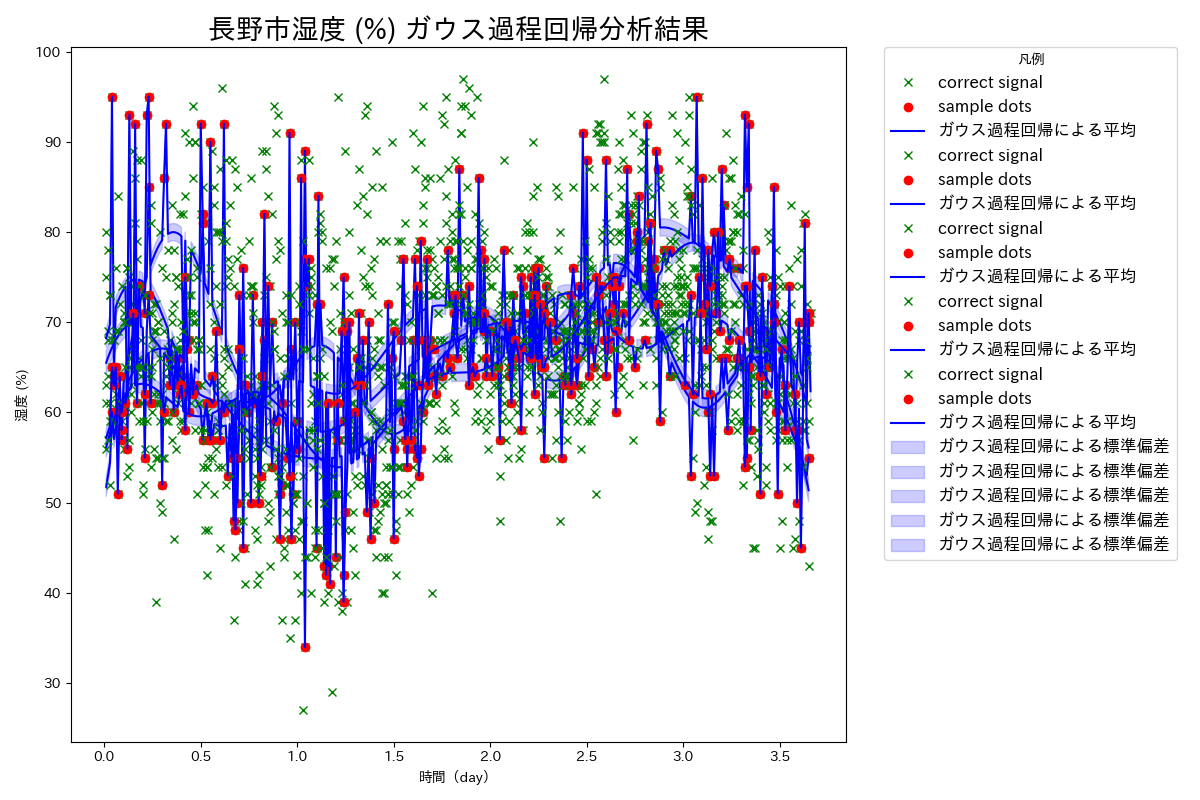 長野市湿度 (%) ガウス過程回帰分析結果
100
90
80
70
60
50
40
30
湿度 (%)
0.0 0.5 1.0 1.5 2.0 2.5 3.0 3.5
時間（day）
凡例
correct signal
sample dots
ガウス過程回帰による平均
correct signal
sample dots
ガウス過程回帰による平均
correct signal
sample dots
ガウス過程回帰による平均
correct signal
sample dots
ガウス過程回帰による平均
correct signal
sample dots
ガウス過程回帰による平均
ガウス過程回帰による標準偏差
ガウス過程回帰による標準偏差
ガウス過程回帰による標準偏差
ガウス過程回帰による標準偏差
ガウス過程回帰による標準偏差